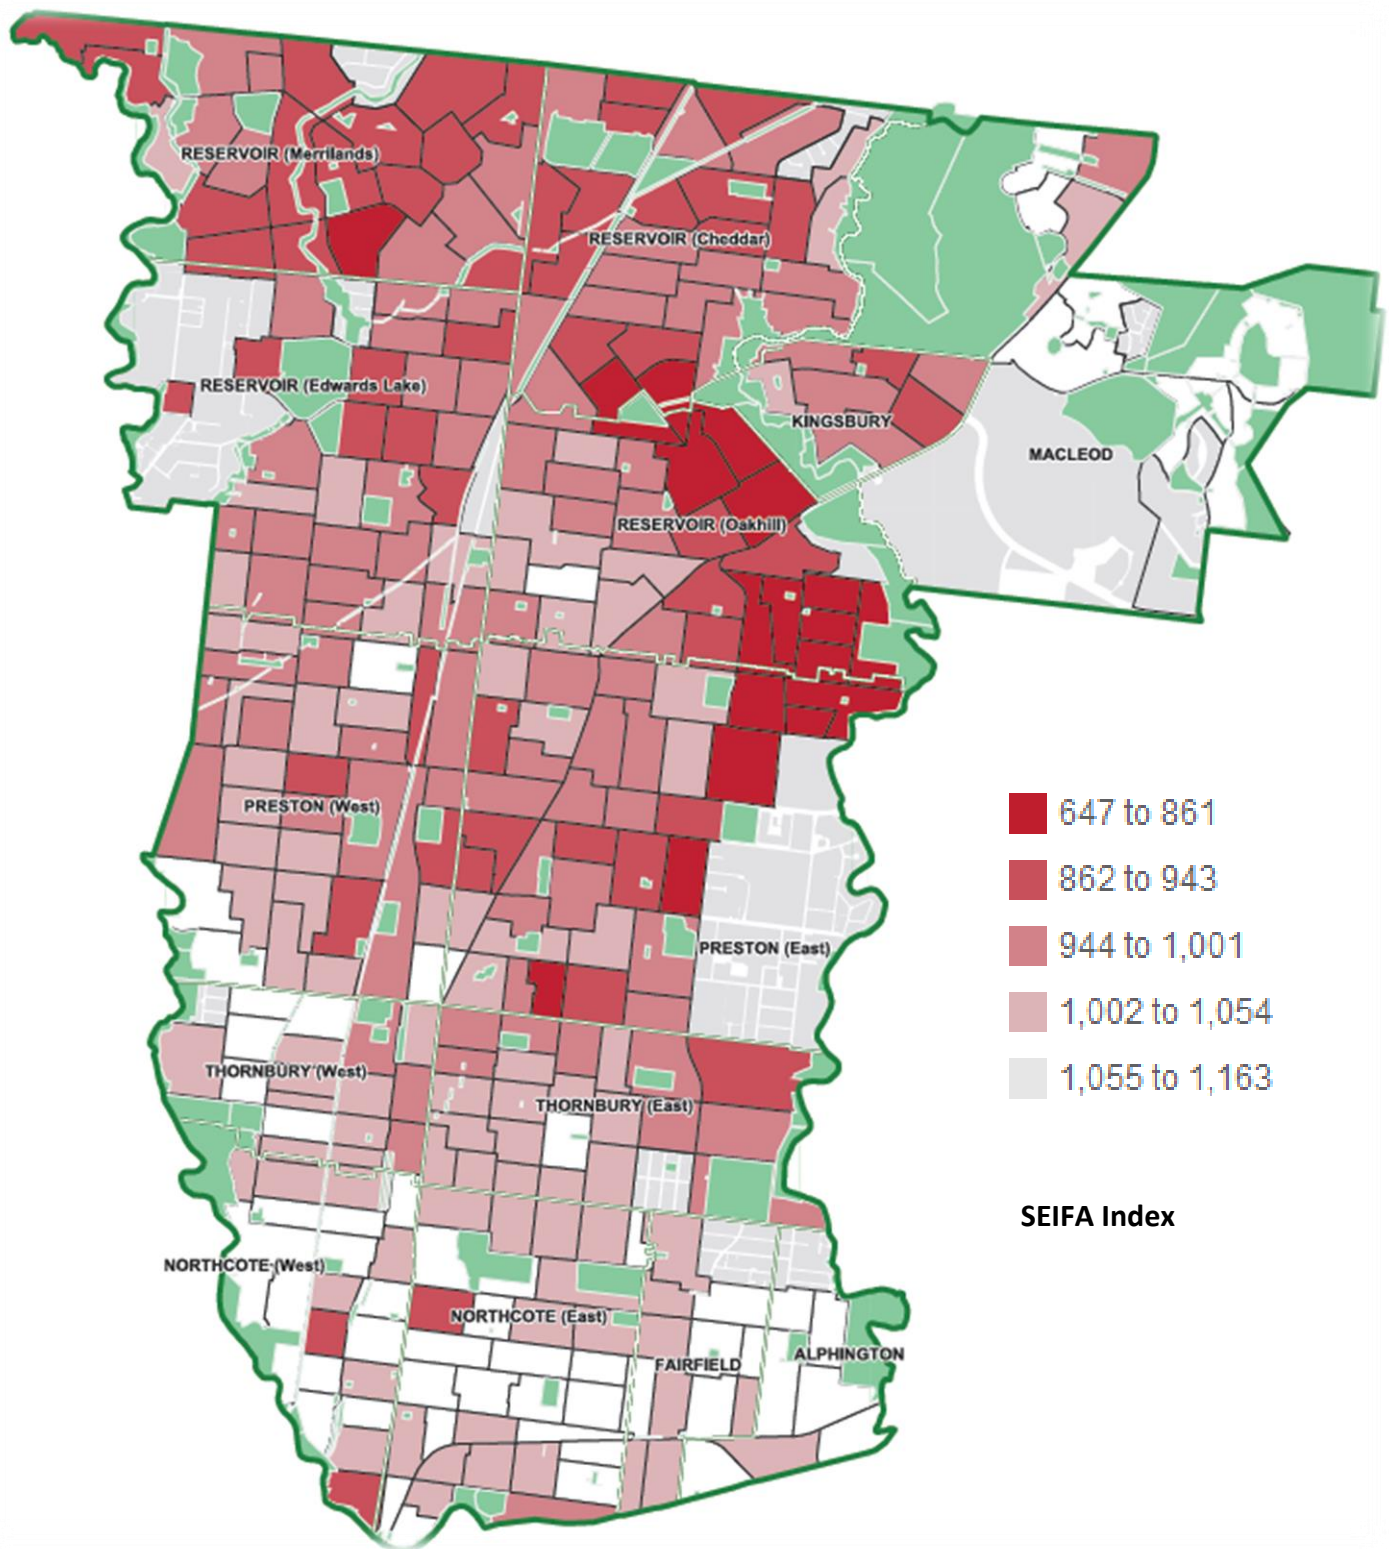 RESERVOIR (Merrilands)
RESERVOIR (Cheddar)
RESERVOIR (Edwards Lake)
KINGSBURY
MACLEOD
RESERVOIR (Oakhill)
PRESTON (West)
647 to 861
862 to 943
944 to 1,001
PRESTON (East)
1,002 to 1,054
THORNBURY (West)
1,055 to 1,163
THORNBURY (East)
SEIFA Index
NORTHCOTE (West)
NORTHCOTE (East)
ALPHINGTON
FAIRFIELD